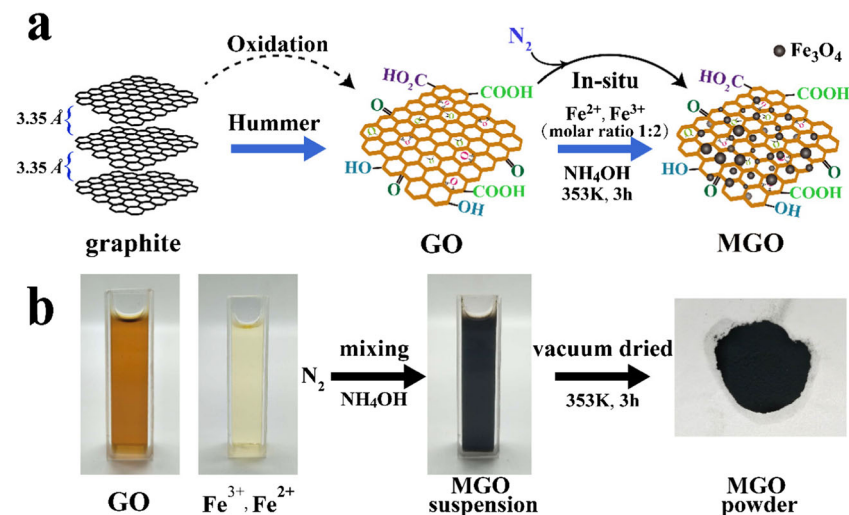 a
Oxidation
Hummer
3.35 Å
3.35 Å
graphite
HO₂C
COOH
O
O
O
HO
COOH
OH
GO
N₂
In-situ
Fe²⁺, Fe³⁺
(molar ratio 1:2)
NH₄OH
353K, 3h
Fe₃O₄
HO₂C
COOH
O
O
O
HO
COOH
OH
MGO
b
N₂
mixing
NH₄OH
vacuum dried
353K, 3h
GO
Fe³⁺, Fe²⁺
MGO
suspension
MGO
powder